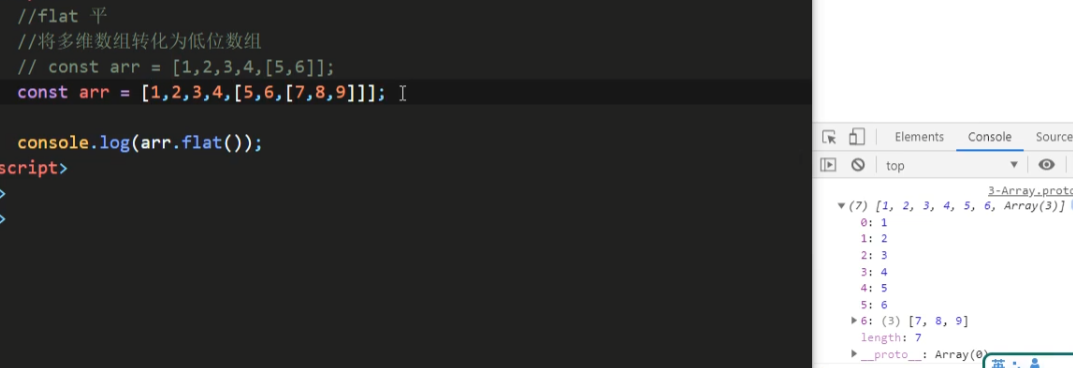 //flat 平
//将多维数组转化为低位数组
// const arr = [1,2,3,4,[5,6]];
const arr = [1,2,3,4,[5,6,[7,8,9]]];
console.log(arr.flat());
script>
>
>
Elements Console Source
top
3-Array.proto
(7) [1, 2, 3, 4, 5, 6, Array(3)]
0: 1
1: 2
2: 3
3: 4
4: 5
5: 6
6: (3) [7, 8, 9]
length: 7
__proto__: Array(0)
英